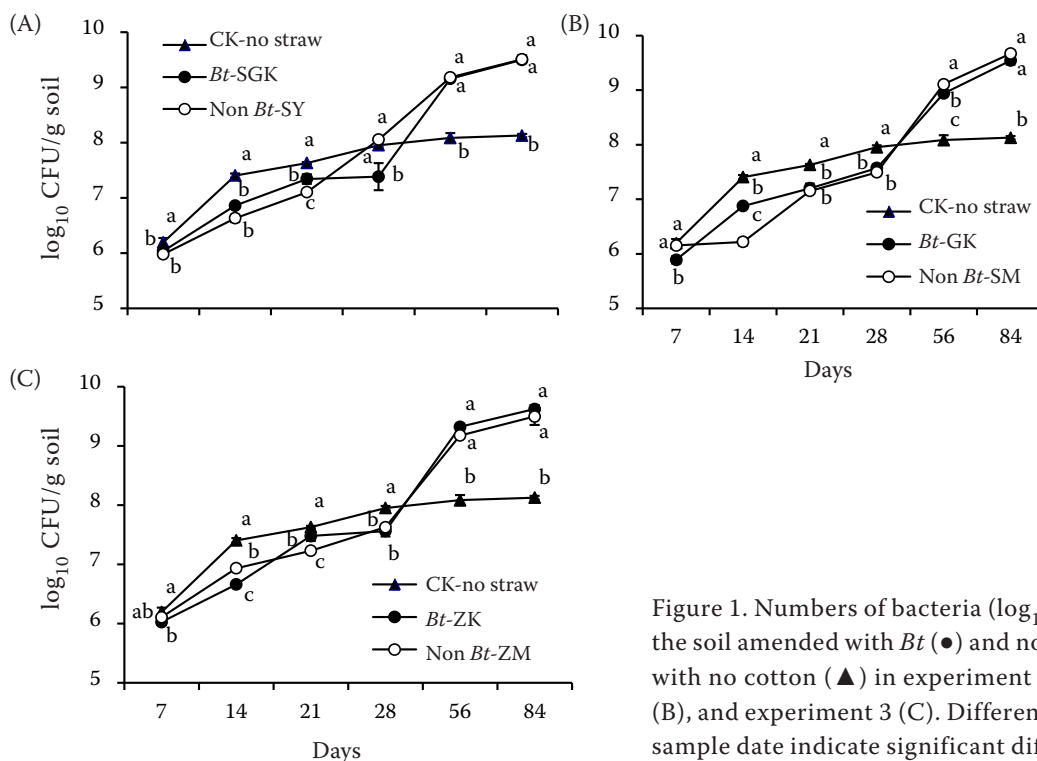 (A)
10
9
8
7
6
5
log10 CFU/g soil
CK-no straw
Bt-SGK
Non Bt-SY
a
b
b
a
b
b
a
b
c
a
a
b
a
a
b
a
a
b
(B)
10
9
8
7
6
5
a
a
b
a
b
c
a
b
b
a
b
b
a
b
c
a
a
b
CK-no straw
Bt-GK
Non Bt-SM
7 14 21 28 56 84
Days
(C)
10
9
8
7
6
5
log10 CFU/g soil
a
ab
b
a
b
c
a
b
c
a
b
b
a
a
b
a
a
b
CK-no straw
Bt-ZK
Non Bt-ZM
7 14 21 28 56 84
Days
Figure 1. Numbers of bacteria (log1
the soil amended with Bt (●) and no
with no cotton (▲) in experiment
(B), and experiment 3 (C). Differen
sample date indicate significant dif